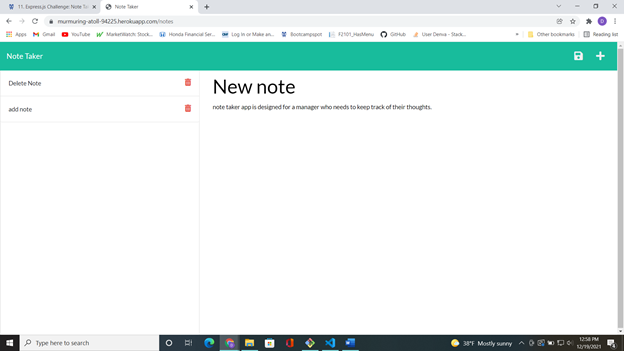 11. Express.js Challenge: Note Ta
Note Taker
murmuring-atoll-94225.herokuapp.com/notes
Apps
Gmail
YouTube
MarketWatch: Stock...
Honda Financial Ser...
Log In or Make an...
Bootcampspot
F2101_HasMenu
GitHub
User Deniva - Stack...
»
Other bookmarks
Reading list
Note Taker
Delete Note
add note
New note
note taker app is designed for a manager who needs to keep track of their thoughts.
Type here to search
38°F Mostly sunny
12:58 PM
12/19/2021